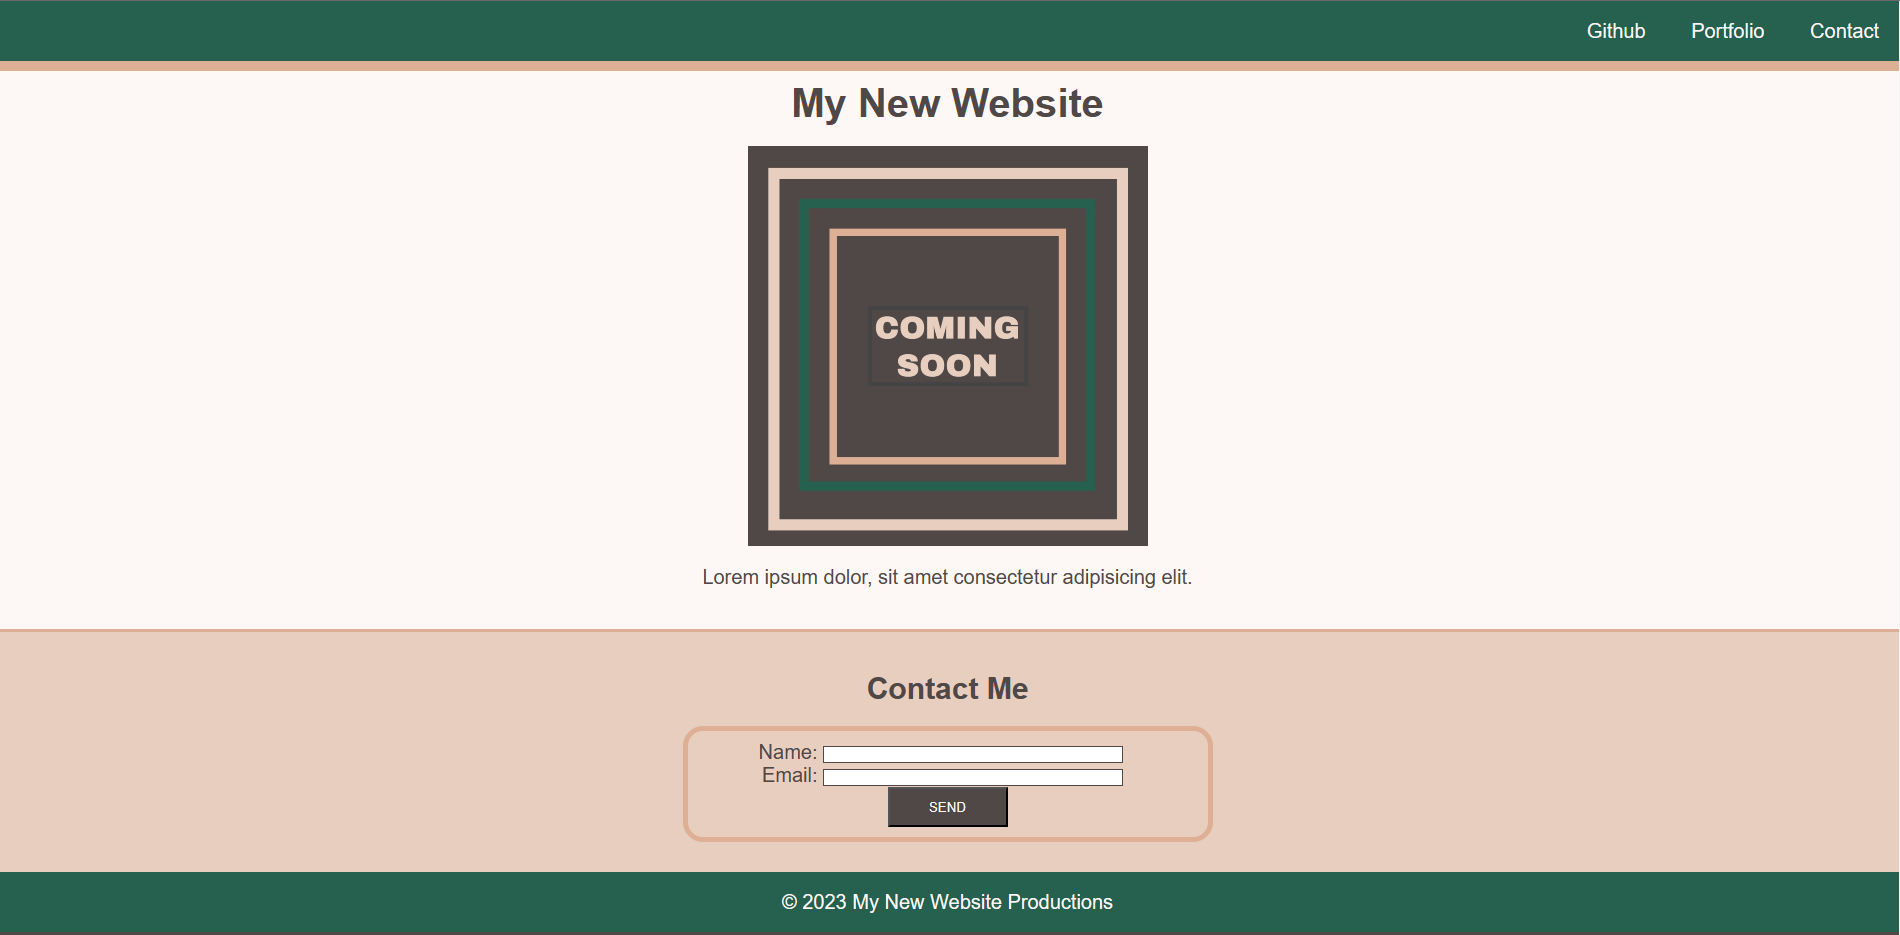 Github Portfolio Contact
My New Website
COMING
SOON
Lorem ipsum dolor, sit amet consectetur adipisicing elit.
Contact Me
Name:
Email:
SEND
© 2023 My New Website Productions